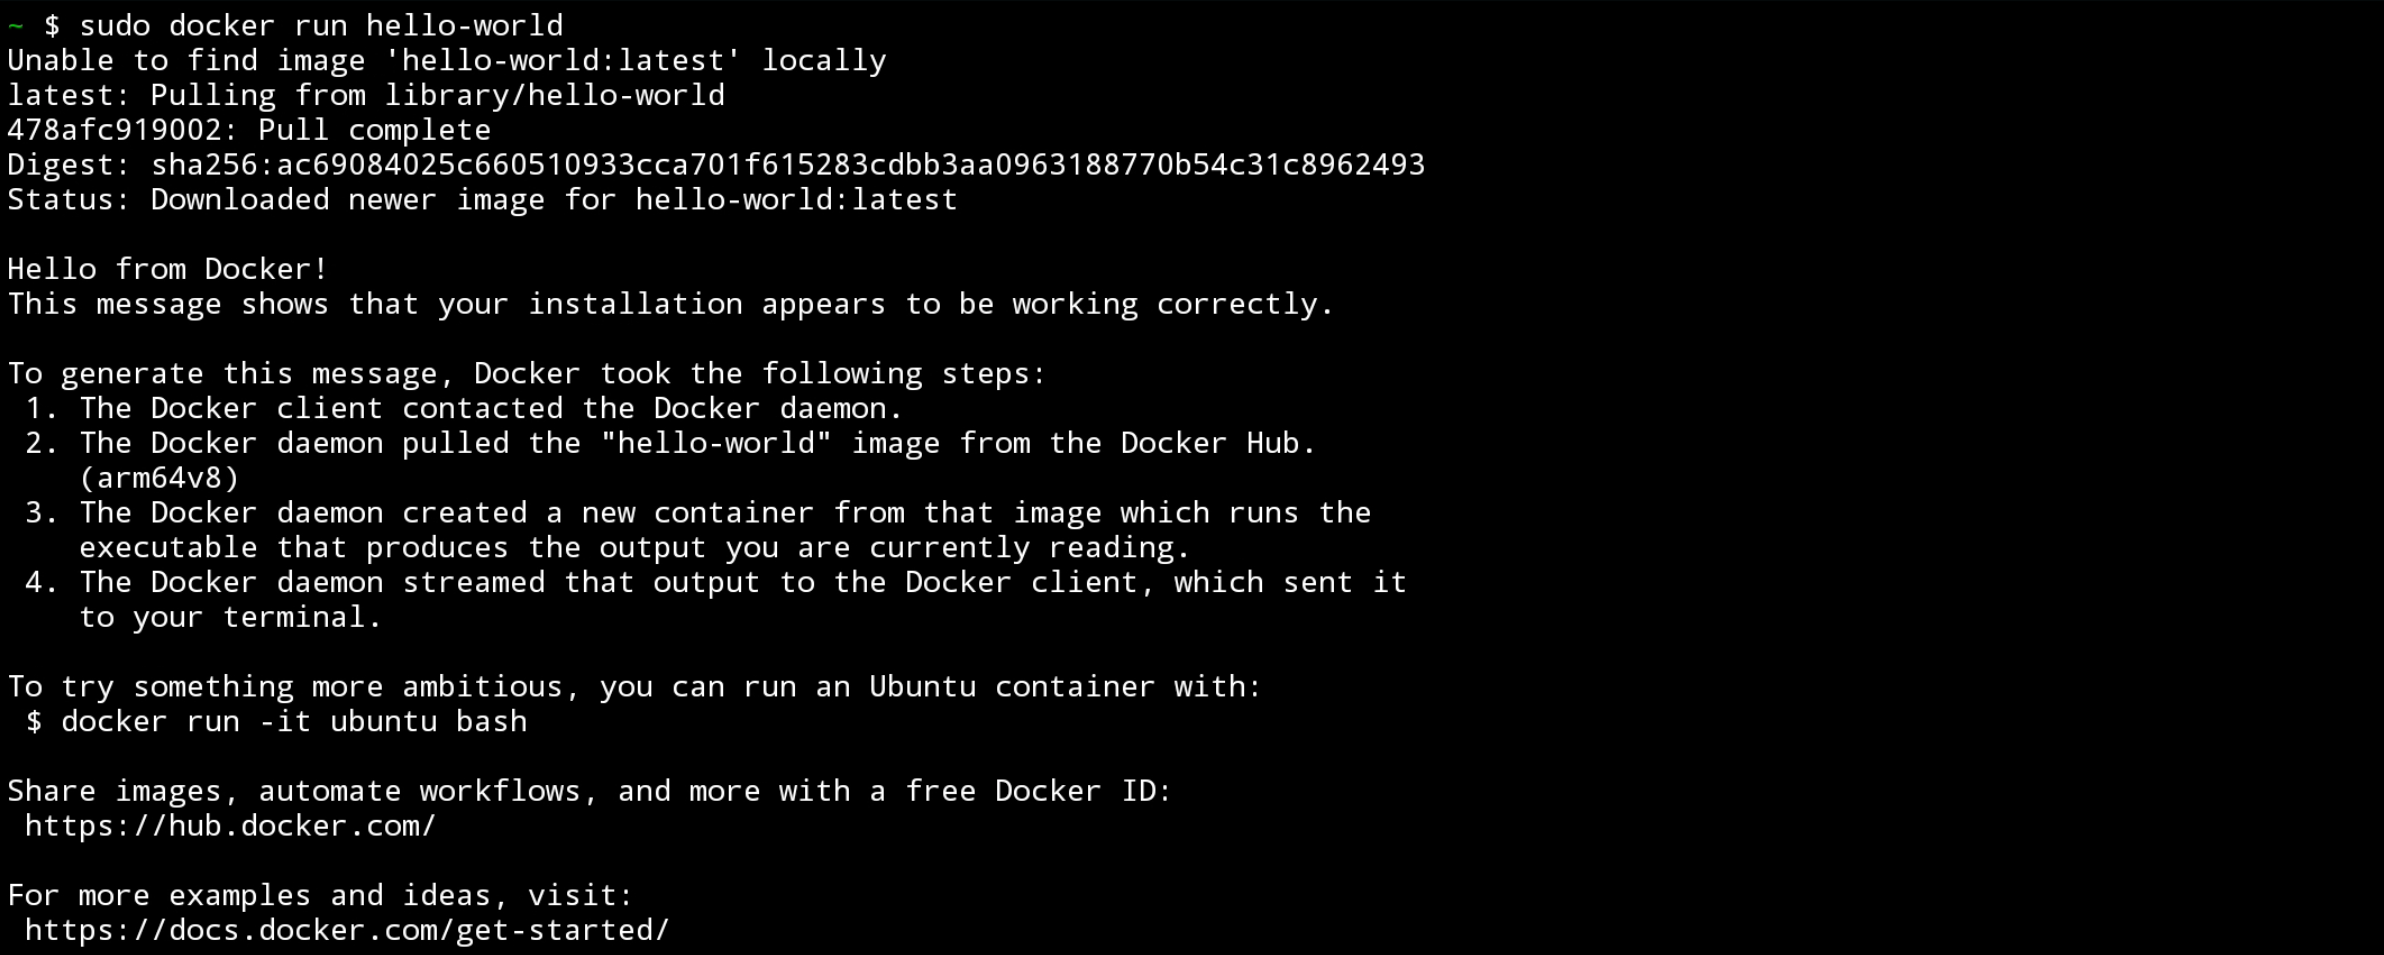 ~ $ sudo docker run hello-world
Unable to find image 'hello-world:latest' locally
latest: Pulling from library/hello-world
478afc919002: Pull complete
Digest: sha256:ac69084025c660510933cca701f615283cdbb3aa0963188770b54c31c8962493
Status: Downloaded newer image for hello-world:latest

Hello from Docker!
This message shows that your installation appears to be working correctly.

To generate this message, Docker took the following steps:
 1. The Docker client contacted the Docker daemon.
 2. The Docker daemon pulled the "hello-world" image from the Docker Hub.
    (arm64v8)
 3. The Docker daemon created a new container from that image which runs the
    executable that produces the output you are currently reading.
 4. The Docker daemon streamed that output to the Docker client, which sent it
    to your terminal.

To try something more ambitious, you can run an Ubuntu container with:
 $ docker run -it ubuntu bash

Share images, automate workflows, and more with a free Docker ID:
 https://hub.docker.com/

For more examples and ideas, visit:
 https://docs.docker.com/get-started/